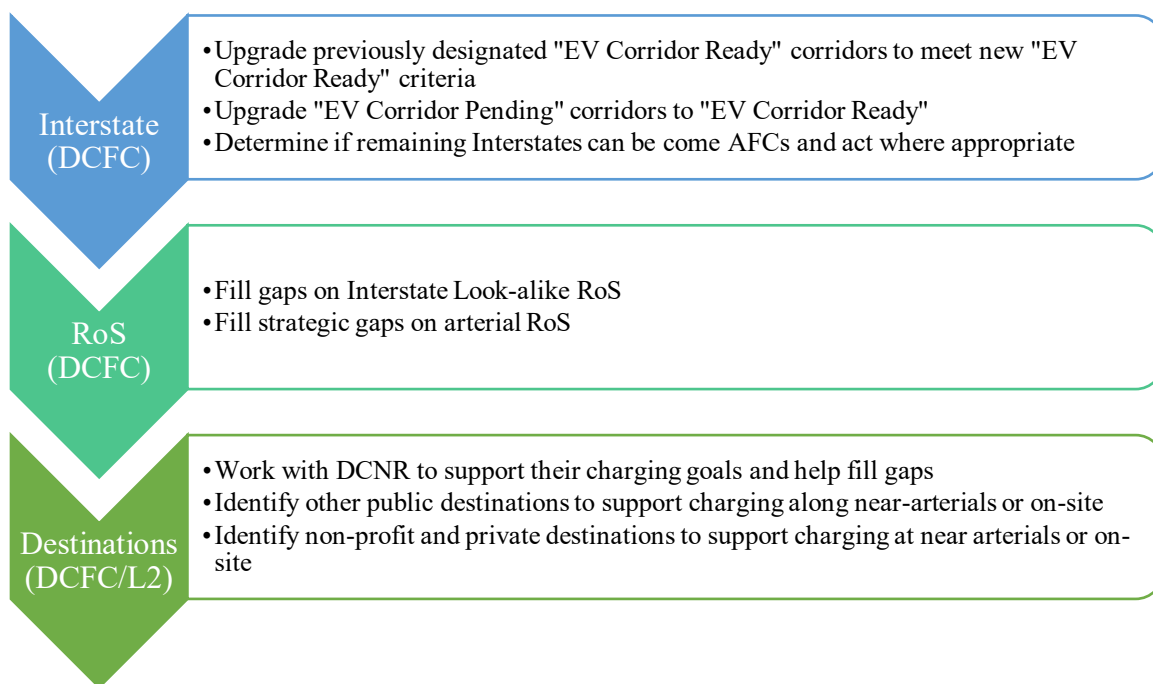 Interstate
(DCFC)
•Upgrade previously designated "EV Corridor Ready" corridors to meet new "EV
Corridor Ready" criteria
•Upgrade "EV Corridor Pending" corridors to "EV Corridor Ready"
•Determine if remaining Interstates can be come AFCs and act where appropriate
RoS
(DCFC)
•Fill gaps on Interstate Look-alike RoS
•Fill strategic gaps on arterial RoS
Destinations
(DCFC/L2)
•Work with DCNR to support their charging goals and help fill gaps
•Identify other public destinations to support charging along near-arterials or on-site
•Identify non-profit and private destinations to support charging at near arterials or on-
site